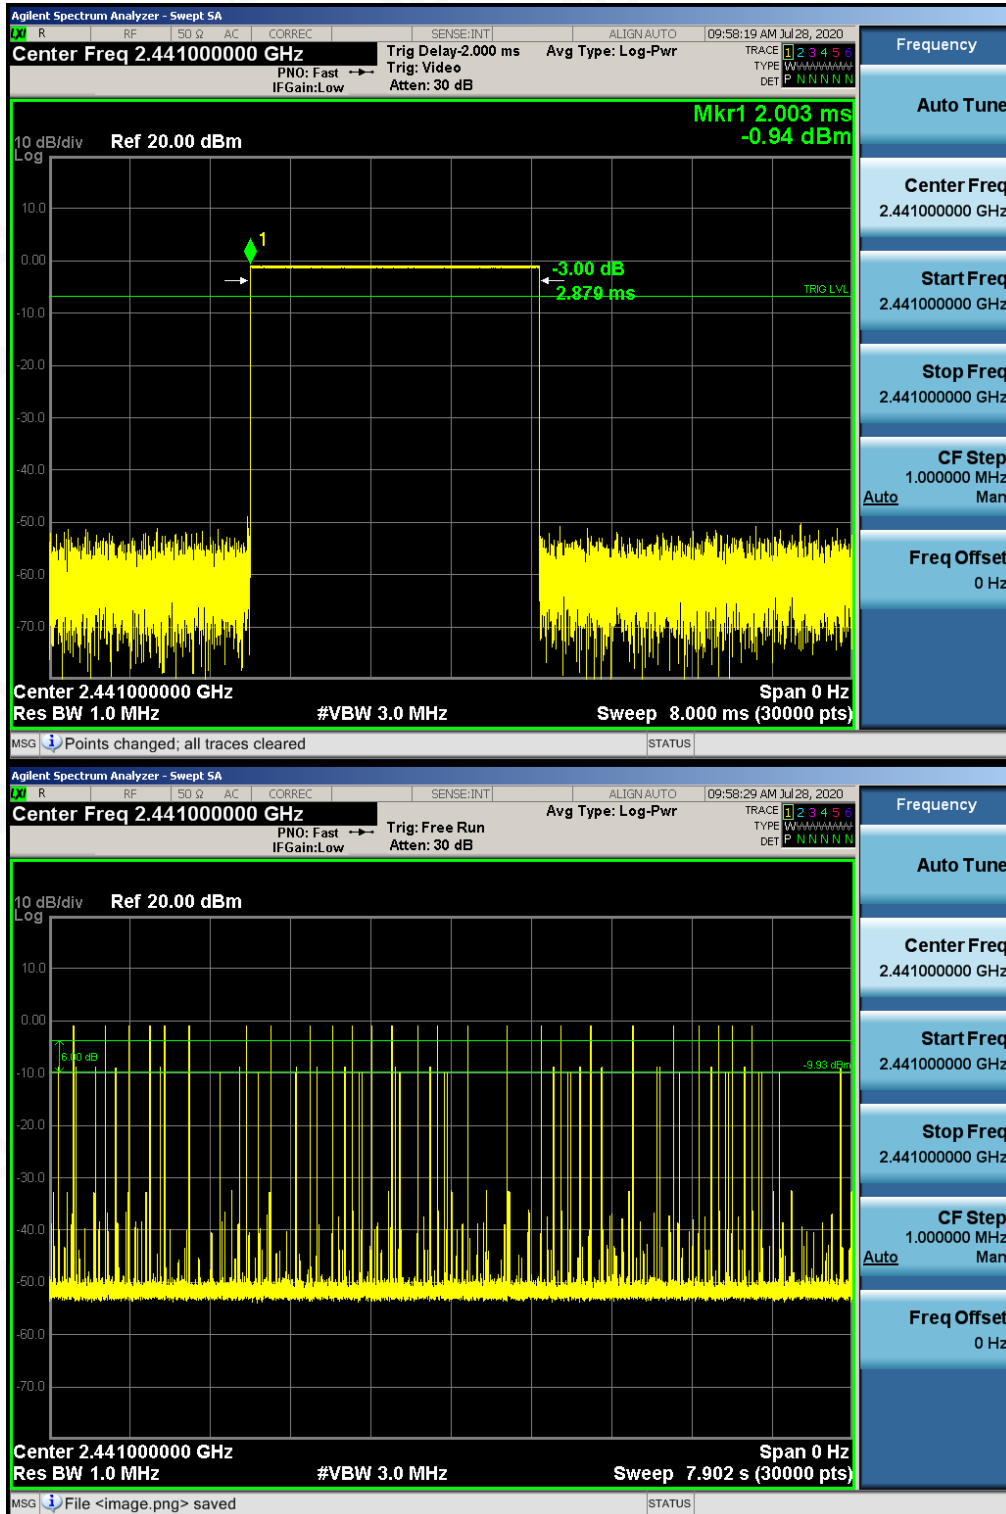 Agilent Spectrum Analyzer - Swept SA
LXI R RF 50 Ω AC CORREC SENSE:INT ALIGN AUTO 09:58:19 AM Jul 28, 2020
Center Freq 2.441000000 GHz Trig Delay-2.000 ms Avg Type: Log-Pwr TRACE 1 2 3 4 5 6
PNO: Fast Trig: Video TYPE WWWWWW
IFGain:Low Atten: 30 dB DET P N N N N N
Mkr1 2.003 ms
10 dB/div Ref 20.00 dBm -0.94 dBm
Log
10.0
1
0.00
-3.00 dB
2.879 ms
TRIG LVL
-10.0
-20.0
-30.0
-40.0
-50.0
-60.0
-70.0
Center 2.441000000 GHz Span 0 Hz
Res BW 1.0 MHz #VBW 3.0 MHz Sweep 8.000 ms (30000 pts)
MSG Points changed; all traces cleared STATUS
Frequency
Auto Tune
Center Freq
2.441000000 GHz
Start Freq
2.441000000 GHz
Stop Freq
2.441000000 GHz
CF Step
1.000000 MHz
Auto Man
Freq Offset
0 Hz
Agilent Spectrum Analyzer - Swept SA
LXI R RF 50 Ω AC CORREC SENSE:INT ALIGN AUTO 09:58:29 AM Jul 28, 2020
Center Freq 2.441000000 GHz Avg Type: Log-Pwr TRACE 1 2 3 4 5 6
PNO: Fast Trig: Free Run TYPE WWWWWW
IFGain:Low Atten: 30 dB DET P N N N N N
10 dB/div Ref 20.00 dBm
Log
10.0
0.00
6.00 dB
-9.93 dBm
-10.0
-20.0
-30.0
-40.0
-50.0
-60.0
-70.0
Center 2.441000000 GHz Span 0 Hz
Res BW 1.0 MHz #VBW 3.0 MHz Sweep 7.902 s (30000 pts)
MSG File <image.png> saved STATUS
Frequency
Auto Tune
Center Freq
2.441000000 GHz
Start Freq
2.441000000 GHz
Stop Freq
2.441000000 GHz
CF Step
1.000000 MHz
Auto Man
Freq Offset
0 Hz